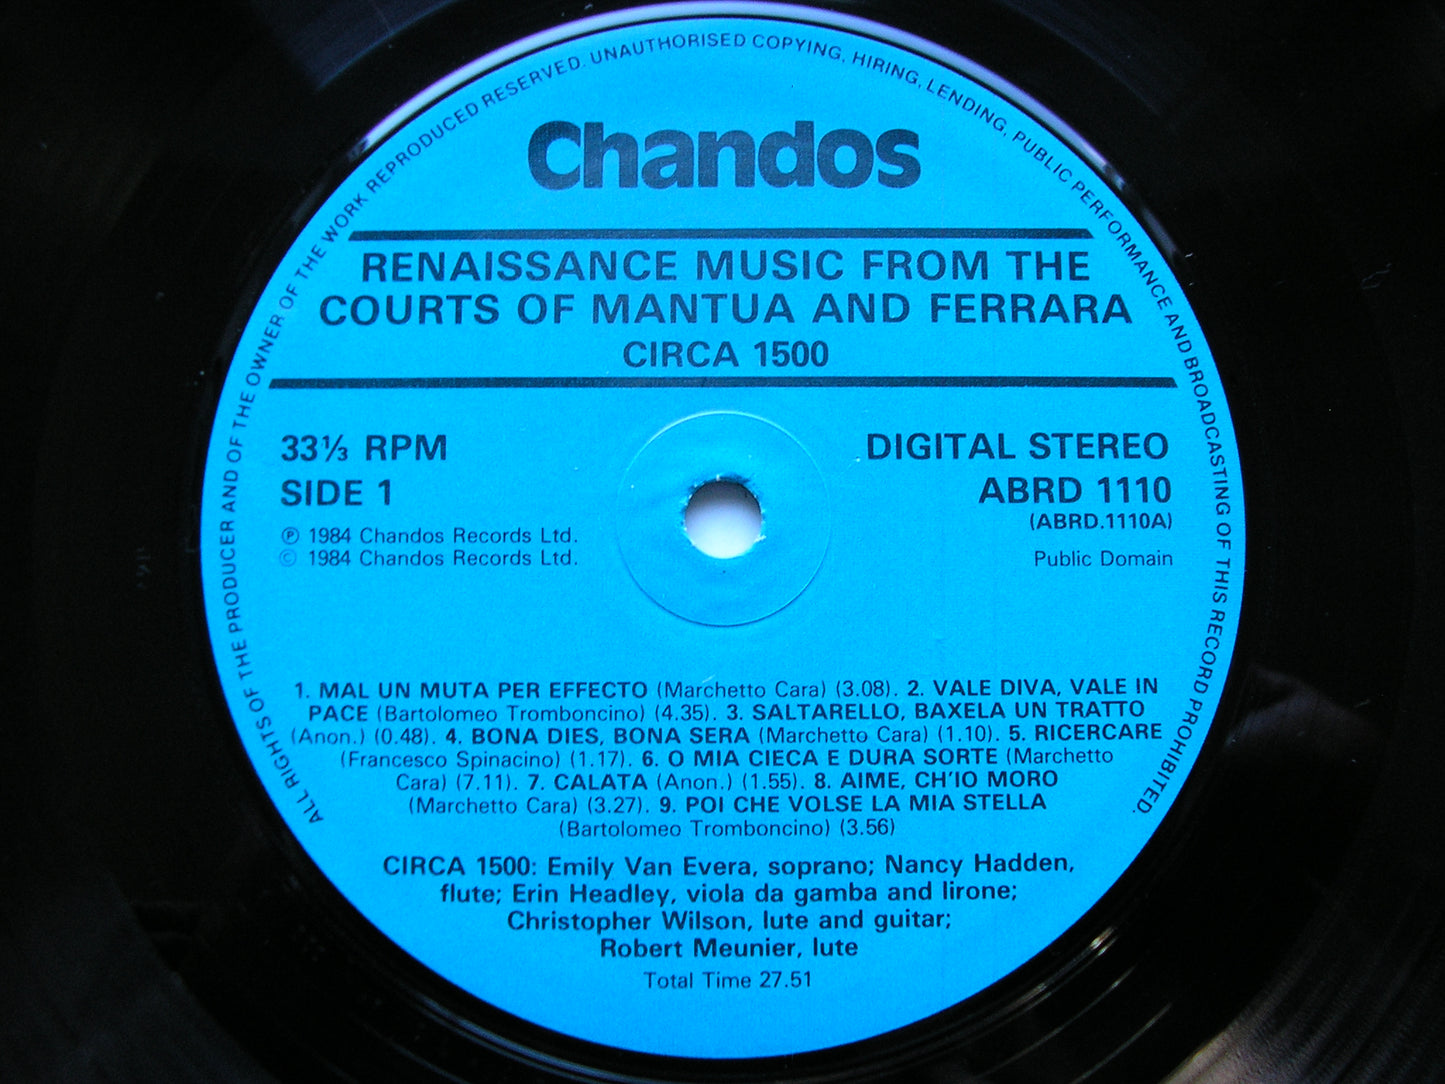 ALL RIGHTS OF THE PRODUCER AND OF THE OWNER OF THE WORK REPRODUCED RESERVED. UNAUTHORISED COPYING, HIRING, LENDING, PUBLIC PERFORMANCE AND BROADCASTING OF THIS RECORD PROHIBITED.
Chandos
RENAISSANCE MUSIC FROM THE
COURTS OF MANTUA AND FERRARA
CIRCA 1500
33⅓ RPM
SIDE 1
℗ 1984 Chandos Records Ltd.
© 1984 Chandos Records Ltd.
DIGITAL STEREO
ABRD 1110
(ABRD.1110A)
Public Domain
1. MAL UN MUTA PER EFFECTO (Marchetto Cara) (3.08). 2. VALE DIVA, VALE IN
PACE (Bartolomeo Tromboncino) (4.35). 3. SALTARELLO, BAXELA UN TRATTO
(Anon.) (0.48). 4. BONA DIES, BONA SERA (Marchetto Cara) (1.10). 5. RICERCARE
(Francesco Spinacino) (1.17). 6. O MIA CIECA E DURA SORTE (Marchetto
Cara) (7.11). 7. CALATA (Anon.) (1.55). 8. AIME, CH'IO MORO
(Marchetto Cara) (3.27). 9. POI CHE VOLSE LA MIA STELLA
(Bartolomeo Tromboncino) (3.56)
CIRCA 1500: Emily Van Evera, soprano; Nancy Hadden,
flute; Erin Headley, viola da gamba and lirone;
Christopher Wilson, lute and guitar;
Robert Meunier, lute
Total Time 27.51